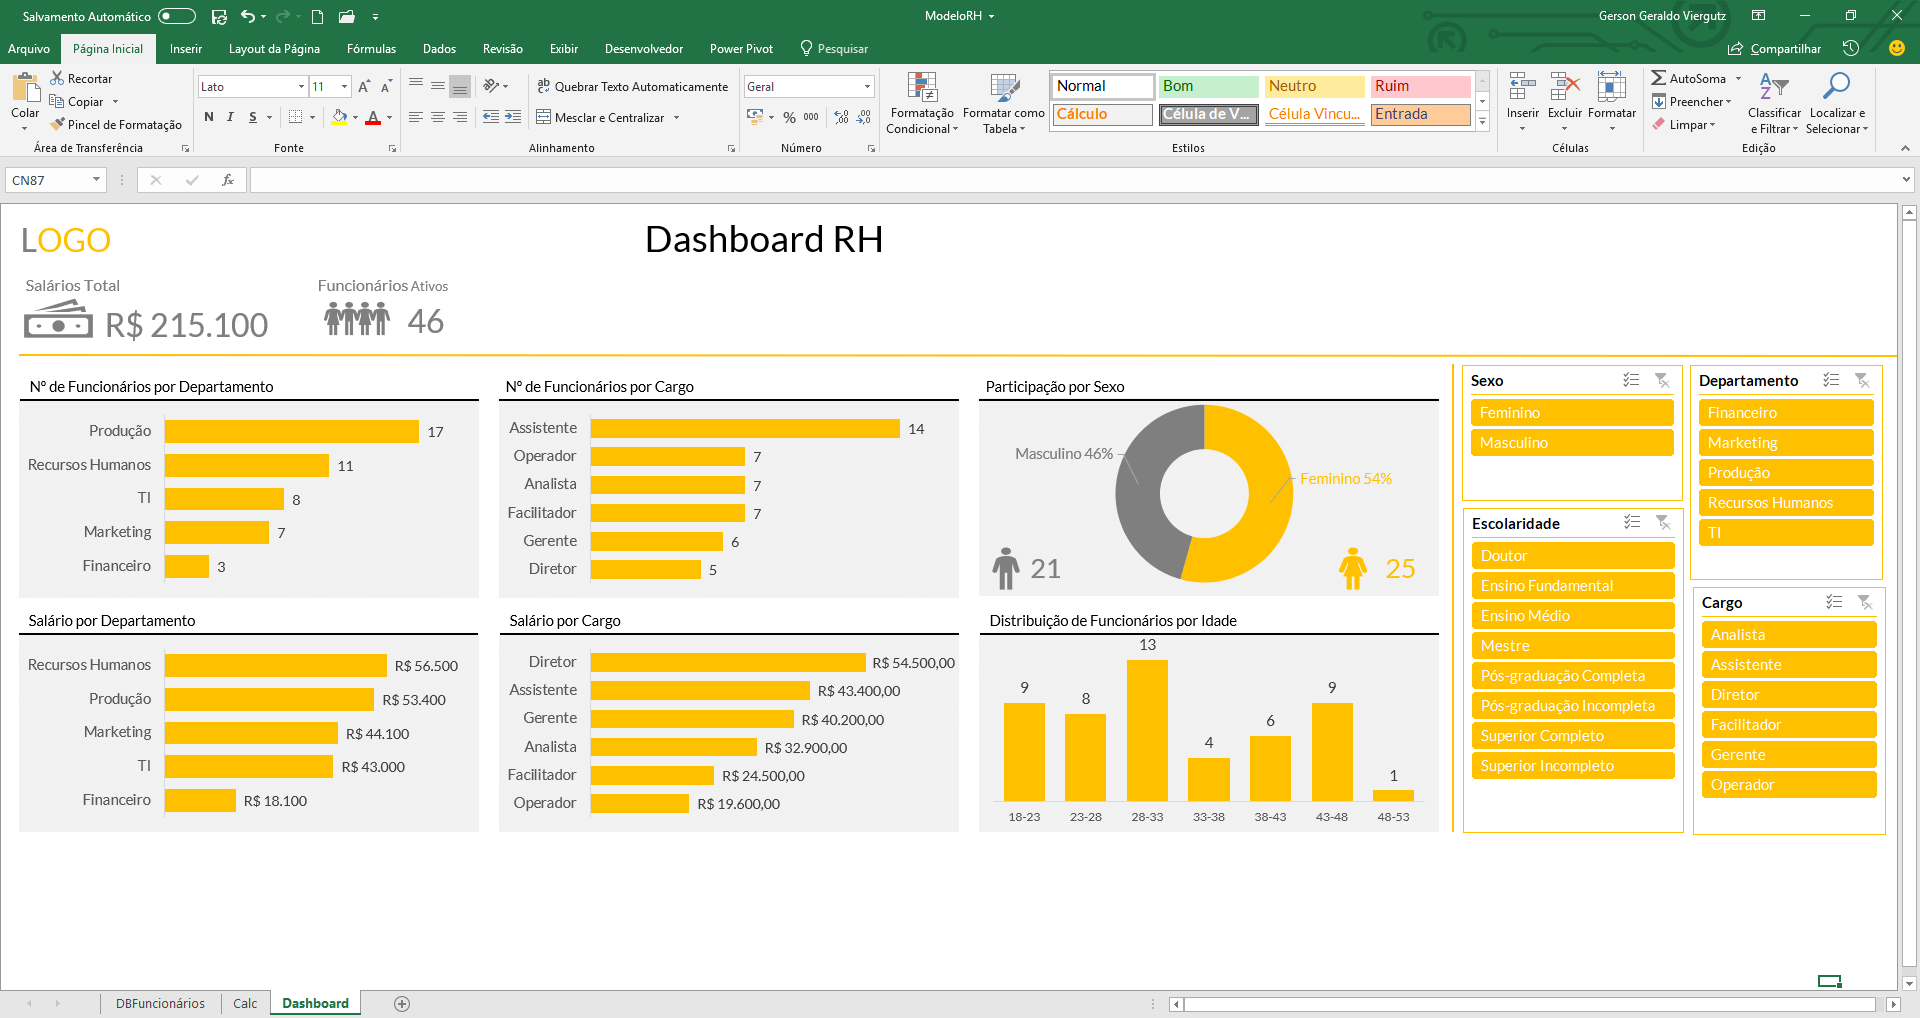 Salvamento Automático
ModeloRH
Gerson Geraldo Viergutz
Arquivo Página Inicial Inserir Layout da Página Fórmulas Dados Revisão Exibir Desenvolvedor Power Pivot Pesquisar Compartilhar
Colar
Recortar
Copiar
Pincel de Formatação
Área de Transferência
Lato 11
N I S
Fonte
Quebrar Texto Automaticamente
Mesclar e Centralizar
Alinhamento
Geral
% 000
Número
Formatação Condicional
Formatar como Tabela
Normal Bom Neutro Ruim
Cálculo Célula de V... Célula Vincu... Entrada
Estilos
Inserir Excluir Formatar
Células
AutoSoma
Preencher
Limpar
Classificar e Filtrar
Localizar e Selecionar
Edição
CN87
fx
LOGO
Dashboard RH
Salários Total
R$ 215.100
Funcionários Ativos
46
Nº de Funcionários por Departamento
Produção 17
Recursos Humanos 11
TI 8
Marketing 7
Financeiro 3
Nº de Funcionários por Cargo
Assistente 14
Operador 7
Analista 7
Facilitador 7
Gerente 6
Diretor 5
Participação por Sexo
Masculino 46%
Feminino 54%
21
25
Salário por Departamento
Recursos Humanos R$ 56.500
Produção R$ 53.400
Marketing R$ 44.100
TI R$ 43.000
Financeiro R$ 18.100
Salário por Cargo
Diretor R$ 54.500,00
Assistente R$ 43.400,00
Gerente R$ 40.200,00
Analista R$ 32.900,00
Facilitador R$ 24.500,00
Operador R$ 19.600,00
Distribuição de Funcionários por Idade
9 8 13 4 6 9 1
18-23 23-28 28-33 33-38 38-43 43-48 48-53
Sexo
Feminino
Masculino
Escolaridade
Doutor
Ensino Fundamental
Ensino Médio
Mestre
Pós-graduação Completa
Pós-graduação Incompleta
Superior Completo
Superior Incompleto
Departamento
Financeiro
Marketing
Produção
Recursos Humanos
TI
Cargo
Analista
Assistente
Diretor
Facilitador
Gerente
Operador
DBFuncionários Calc Dashboard